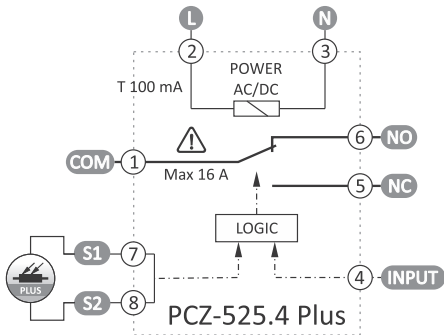 L
N
2
3
POWER
AC/DC
T 100 mA
6
NO
COM
1
Max 16 A
5
NC
LOGIC
S1
7
PLUS
4
INPUT
S2
8
PCZ-525.4 Plus